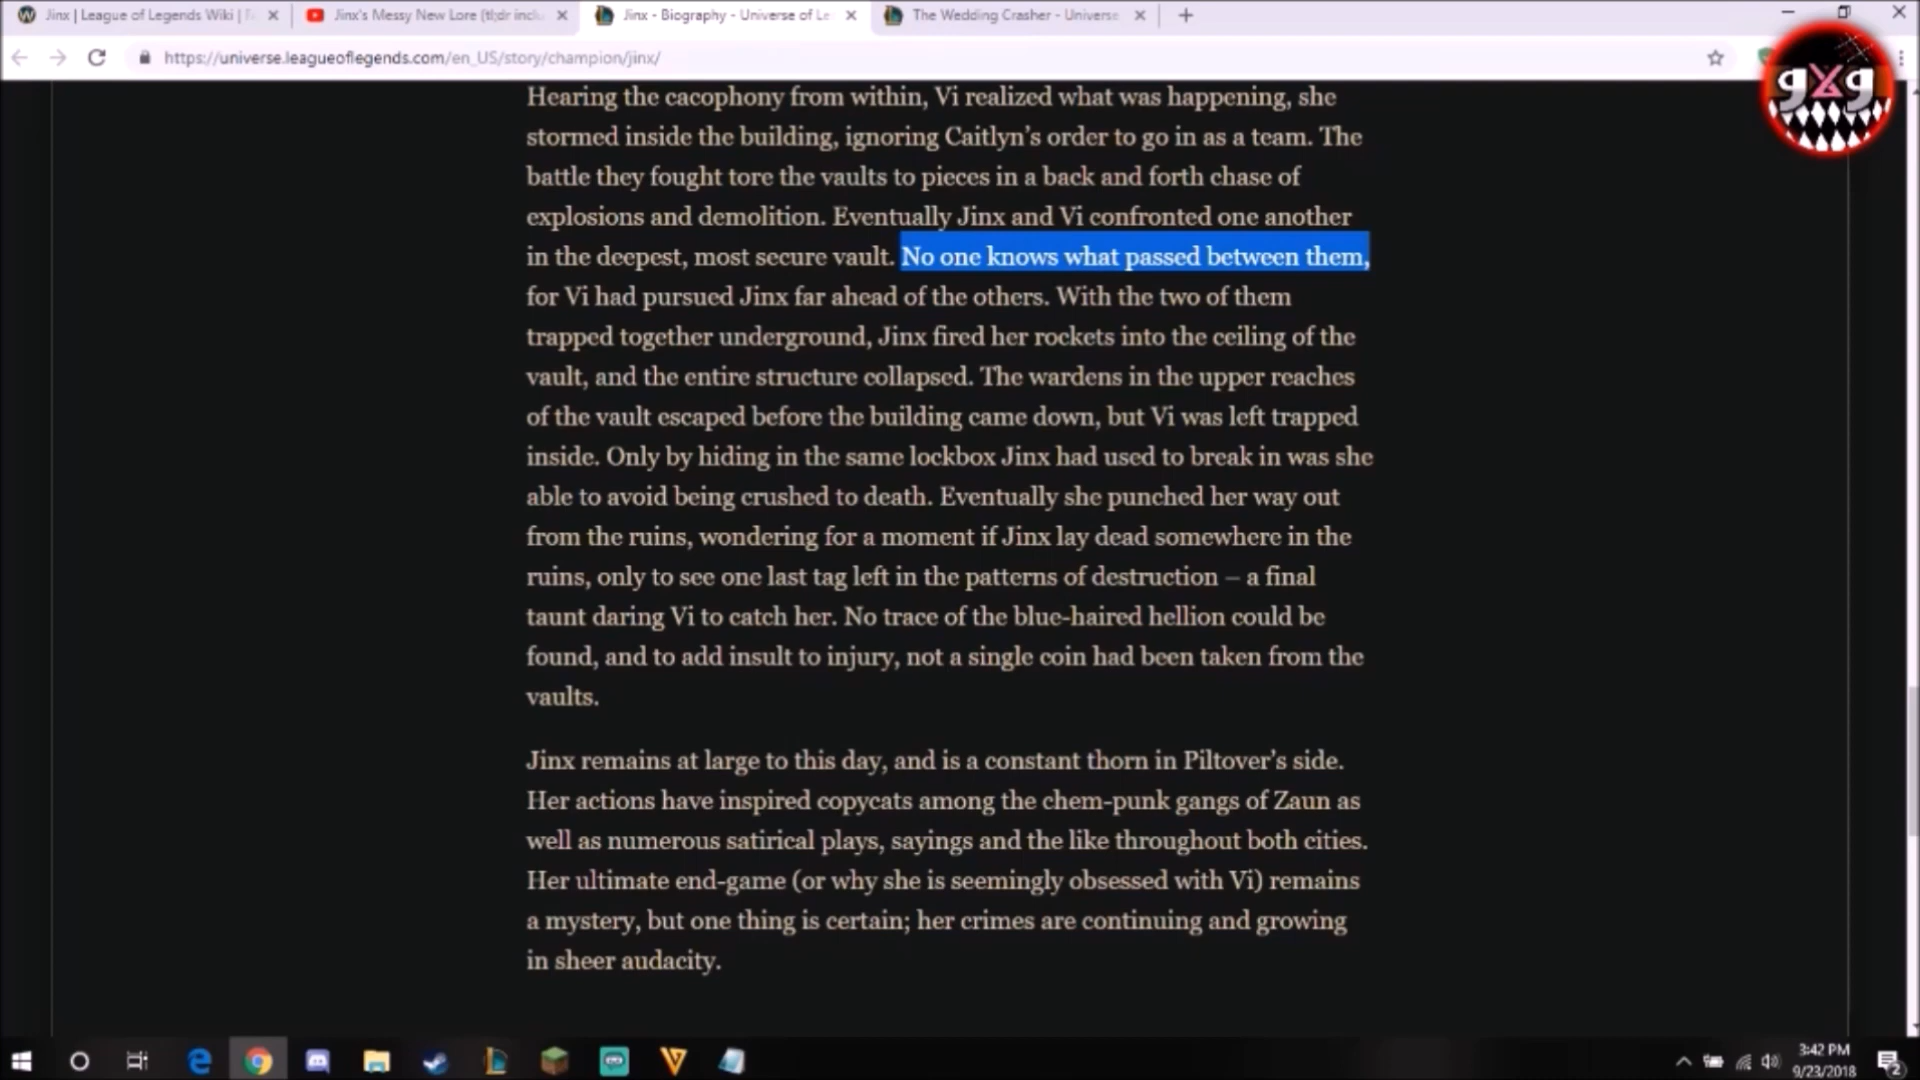 Jinx | League of Legends Wiki |
Jinx's Messy New Lore (tl;dr inclu
Jinx - Biography - Universe of Le
The Wedding Crasher - Universe
https://universe.leagueoflegends.com/en_US/story/champion/jinx/
gXg
Hearing the cacophony from within, Vi realized what was happening, she
stormed inside the building, ignoring Caitlyn’s order to go in as a team. The
battle they fought tore the vaults to pieces in a back and forth chase of
explosions and demolition. Eventually Jinx and Vi confronted one another
in the deepest, most secure vault. No one knows what passed between them,
for Vi had pursued Jinx far ahead of the others. With the two of them
trapped together underground, Jinx fired her rockets into the ceiling of the
vault, and the entire structure collapsed. The wardens in the upper reaches
of the vault escaped before the building came down, but Vi was left trapped
inside. Only by hiding in the same lockbox Jinx had used to break in was she
able to avoid being crushed to death. Eventually she punched her way out
from the ruins, wondering for a moment if Jinx lay dead somewhere in the
ruins, only to see one last tag left in the patterns of destruction – a final
taunt daring Vi to catch her. No trace of the blue-haired hellion could be
found, and to add insult to injury, not a single coin had been taken from the
vaults.
Jinx remains at large to this day, and is a constant thorn in Piltover’s side.
Her actions have inspired copycats among the chem-punk gangs of Zaun as
well as numerous satirical plays, sayings and the like throughout both cities.
Her ultimate end-game (or why she is seemingly obsessed with Vi) remains
a mystery, but one thing is certain; her crimes are continuing and growing
in sheer audacity.
3:42 PM
9/23/2018
2